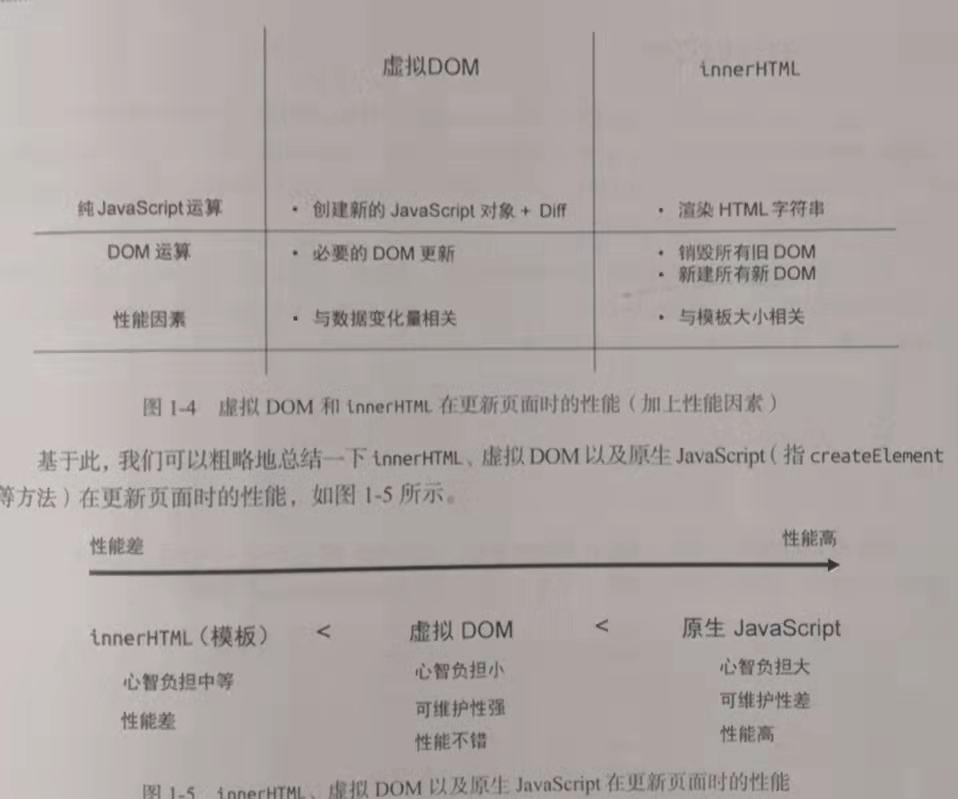 虚拟DOM innerHTML
纯JavaScript运算 · 创建新的 JavaScript 对象 + Diff · 渲染 HTML 字符串
DOM 运算 · 必要的 DOM 更新 · 销毁所有旧 DOM
· 新建所有新 DOM
性能因素 · 与数据变化量相关 · 与模板大小相关
图 1-4 虚拟 DOM 和 innerHTML 在更新页面时的性能（加上性能因素）
基于此，我们可以粗略地总结一下 innerHTML、虚拟 DOM 以及原生 JavaScript（指 createElement
等方法）在更新页面时的性能，如图 1-5 所示。
性能差 性能高
innerHTML（模板） < 虚拟 DOM < 原生 JavaScript
心智负担中等 心智负担小 心智负担大
性能差 可维护性强 可维护性差
性能不错 性能高
图 1-5 innerHTML、虚拟 DOM 以及原生 JavaScript 在更新页面时的性能